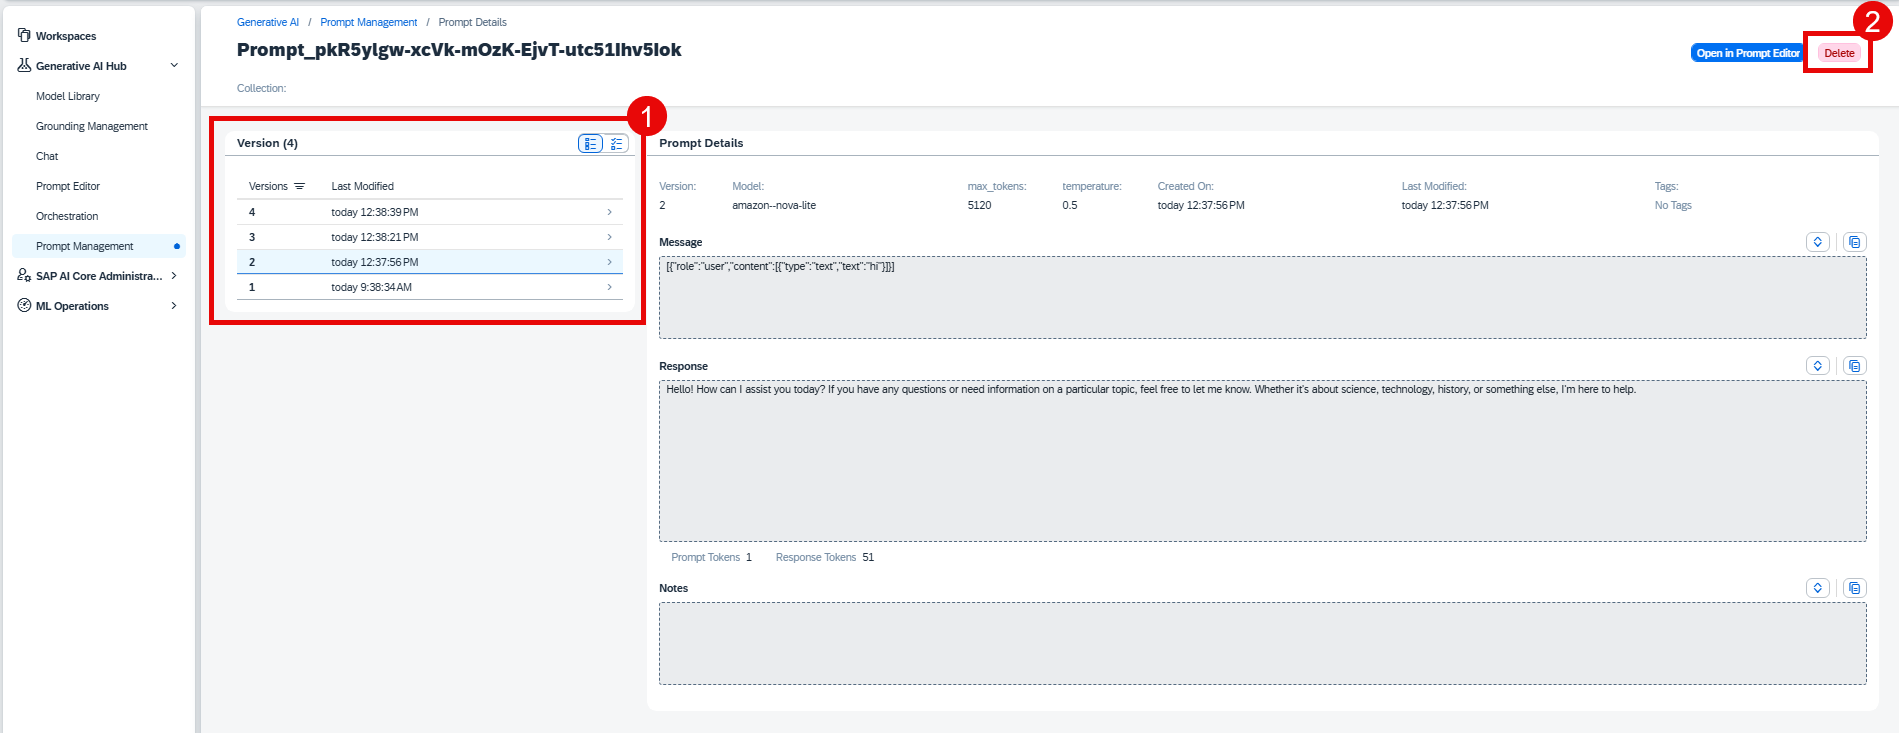 Workspaces
Generative AI Hub
Model Library
Grounding Management
Chat
Prompt Editor
Orchestration
Prompt Management
SAP AI Core Administra...
ML Operations
Generative AI / Prompt Management / Prompt Details
Prompt_pkR5ylgw-xcVk-mOzK-EjvT-utc51lhv5lok
Collection:
Open in Prompt Editor
Delete
2
1
Version (4)
Versions Last Modified
4 today 12:38:39 PM
3 today 12:38:21 PM
2 today 12:37:56 PM
1 today 9:38:34 AM
Prompt Details
Version: Model: max_tokens: temperature: Created On: Last Modified: Tags:
2 amazon--nova-lite 5120 0.5 today 12:37:56 PM today 12:37:56 PM No Tags
Message
[{"role":"user","content":[{"type":"text","text":"hi"}]}]
Response
Hello! How can I assist you today? If you have any questions or need information on a particular topic, feel free to let me know. Whether it's about science, technology, history, or something else, I'm here to help.
Prompt Tokens 1 Response Tokens 51
Notes